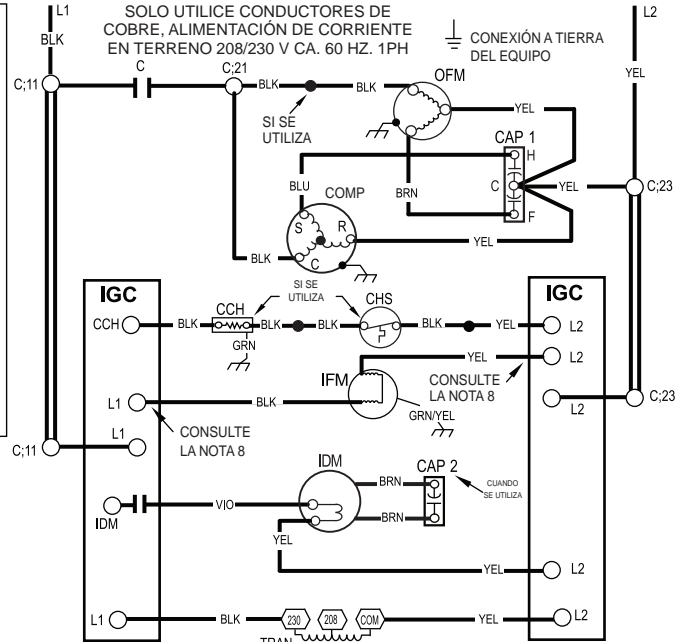 L1
SOLO UTILICE CONDUCTORES DE
COBRE, ALIMENTACIÓN DE CORRIENTE
EN TERRENO 208/230 V CA. 60 HZ. 1PH
CONEXIÓN A TIERRA
DEL EQUIPO
L2
BLK
YEL
C;11
C
C;21
BLK
BLK
OFM
SI SE
UTILIZA
YEL
CAP 1
H
BLU
COMP
BRN
C
YEL
C;23
S
R
F
BLK
C
YEL
IGC
SI SE
UTILIZA
IGC
CCH
BLK
CCH
BLK
BLK
CHS
BLK
YEL
L2
GRN
YEL
L2
IFM
CONSULTE
LA NOTA 8
L1
BLK
GRN/YEL
L2
C;23
CONSULTE
LA NOTA 8
L1
C;11
IDM
CAP 2
CUANDO
SE UTILIZA
BRN
VIO
BRN
IDM
YEL
YEL
L2
L1
BLK
230
208
COM
YEL
L2
TRAN